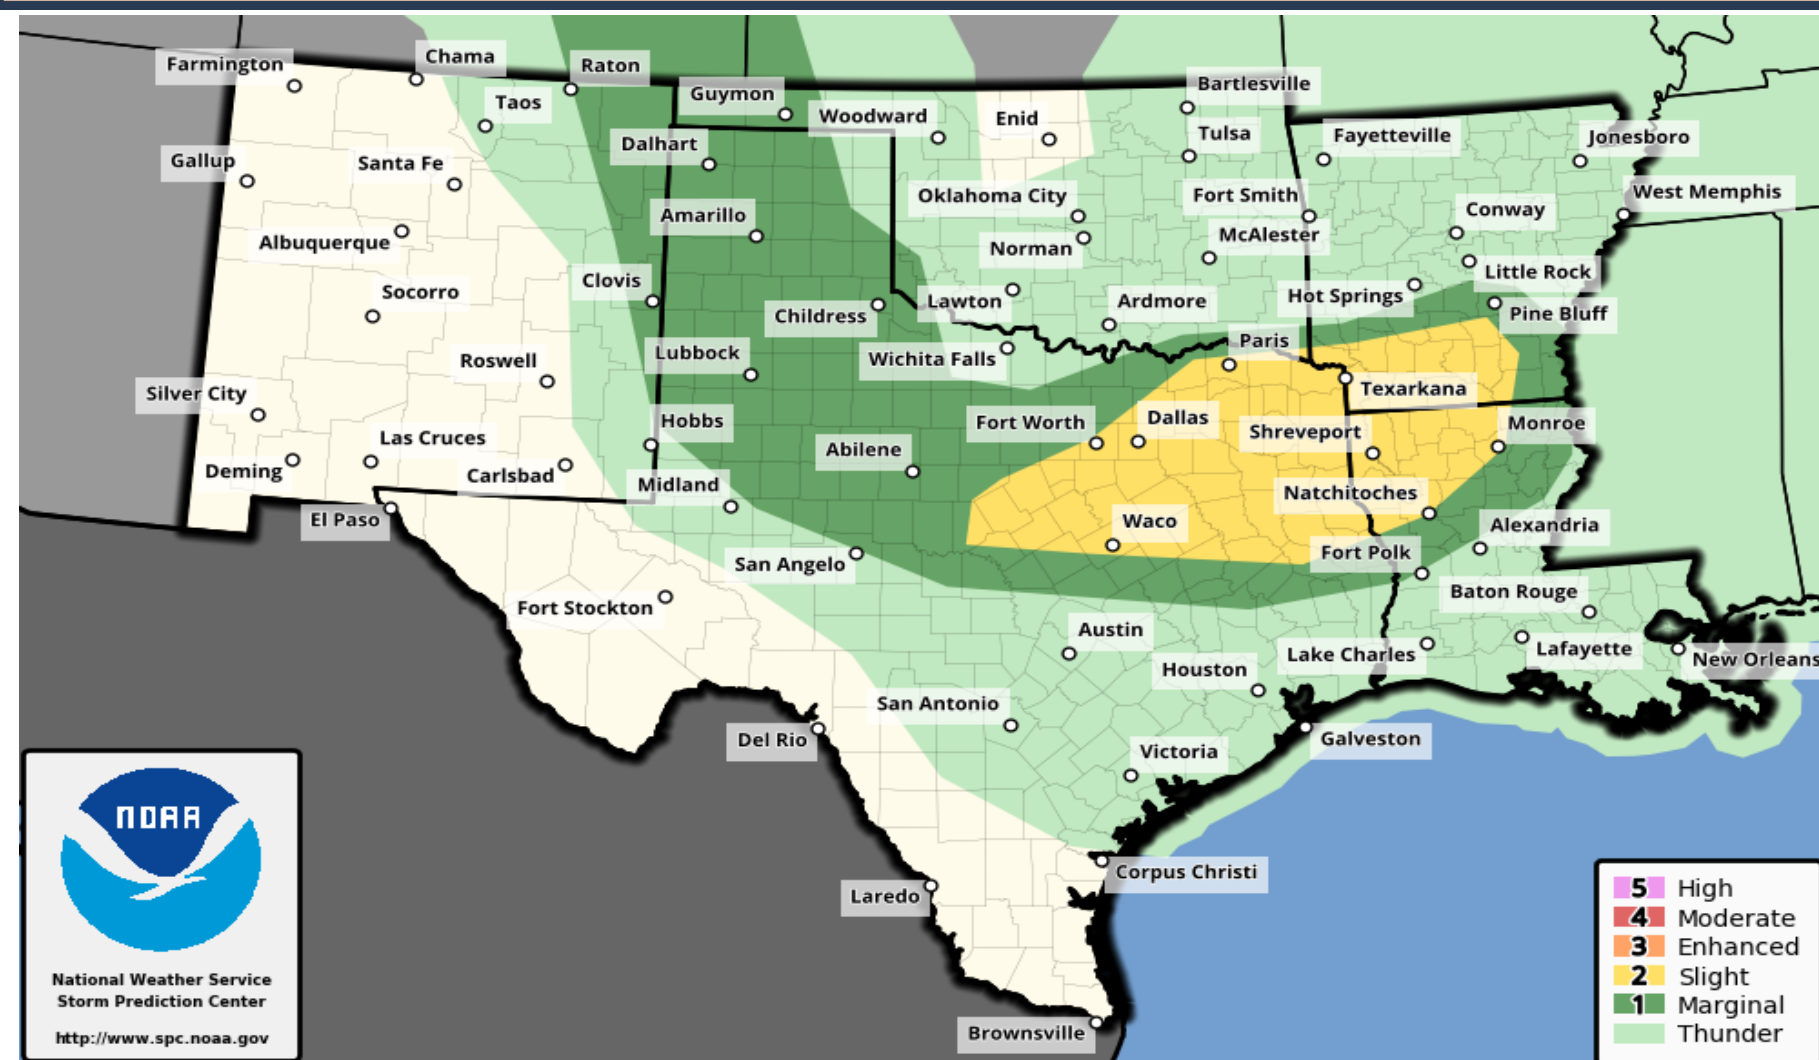 Farmington
Chama
Raton
Taos
Guymon
Woodward
Enid
Bartlesville
Tulsa
Fayetteville
Jonesboro
Gallup
Santa Fe
Dalhart
Oklahoma City
Fort Smith
Conway
West Memphis
Albuquerque
Amarillo
Norman
McAlester
Socorro
Clovis
Childress
Lawton
Ardmore
Hot Springs
Little Rock
Pine Bluff
Roswell
Lubbock
Wichita Falls
Paris
Texarkana
Silver City
Las Cruces
Hobbs
Fort Worth
Dallas
Shreveport
Monroe
Deming
Carlsbad
Midland
Abilene
Natchitoches
El Paso
San Angelo
Waco
Fort Polk
Alexandria
Fort Stockton
Austin
Baton Rouge
Houston
Lake Charles
Lafayette
New Orleans
Del Rio
San Antonio
Victoria
Galveston
Laredo
Corpus Christi
Brownsville
NOAA
National Weather Service
Storm Prediction Center
http://www.spc.noaa.gov
5 High
4 Moderate
3 Enhanced
2 Slight
1 Marginal
Thunder